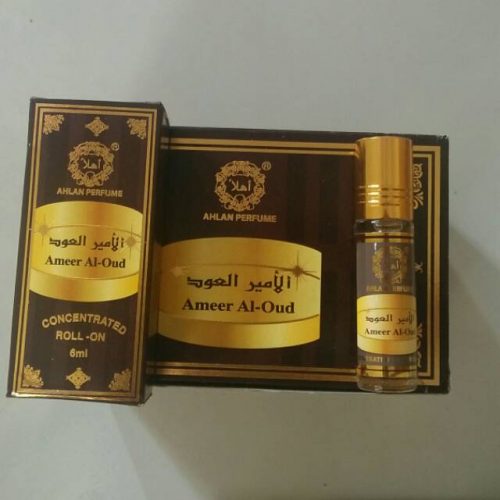 أهلا
®
AHLAN PERFUME
الأمير العود
Ameer Al-Oud
CONCENTRATED
ROLL-ON
6ml
أهلا
®
AHLAN PERFUME
الأمير العود
Ameer Al-Oud
أهلا
AHLAN PERFUME
الأمير العود
Ameer Al-Oud